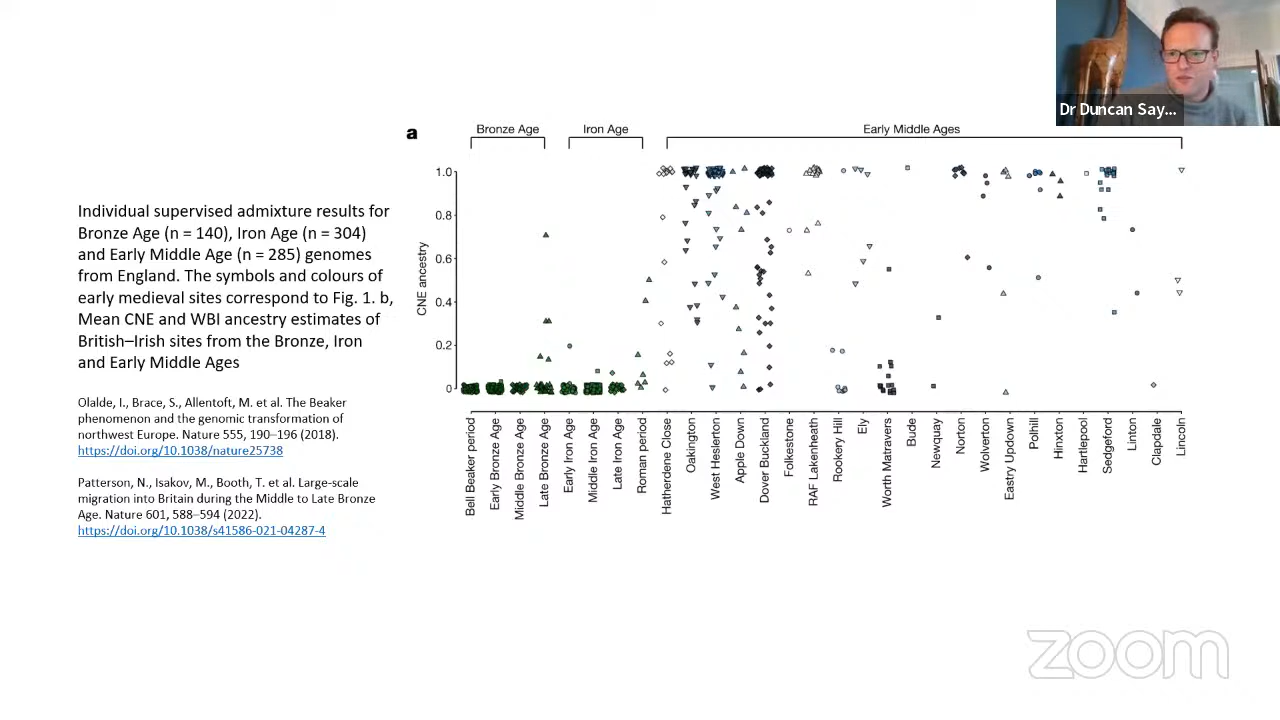 Dr Duncan Say...
a
Bronze Age
Iron Age
Early Middle Ages
Individual supervised admixture results for
Bronze Age (n = 140), Iron Age (n = 304)
and Early Middle Age (n = 285) genomes
from England. The symbols and colours of
early medieval sites correspond to Fig. 1. b,
Mean CNE and WBI ancestry estimates of
British–Irish sites from the Bronze, Iron
and Early Middle Ages
Olalde, I., Brace, S., Allentoft, M. et al. The Beaker
phenomenon and the genomic transformation of
northwest Europe. Nature 555, 190–196 (2018).
https://doi.org/10.1038/nature25738
Patterson, N., Isakov, M., Booth, T. et al. Large-scale
migration into Britain during the Middle to Late Bronze
Age. Nature 601, 588–594 (2022).
https://doi.org/10.1038/s41586-021-04287-4
CNE ancestry
1.0
0.8
0.6
0.4
0.2
0
Bell Beaker period
Early Bronze Age
Middle Bronze Age
Late Bronze Age
Early Iron Age
Middle Iron Age
Late Iron Age
Roman period
Hatherdene Close
Oakington
West Heslerton
Apple Down
Dover Buckland
Folkestone
RAF Lakenheath
Rookery Hill
Ely
Worth Matravers
Bude
Newquay
Norton
Wolverton
Eastry Updown
Polhill
Hinxton
Hartlepool
Sedgeford
Linton
Clapdale
Lincoln
zoom